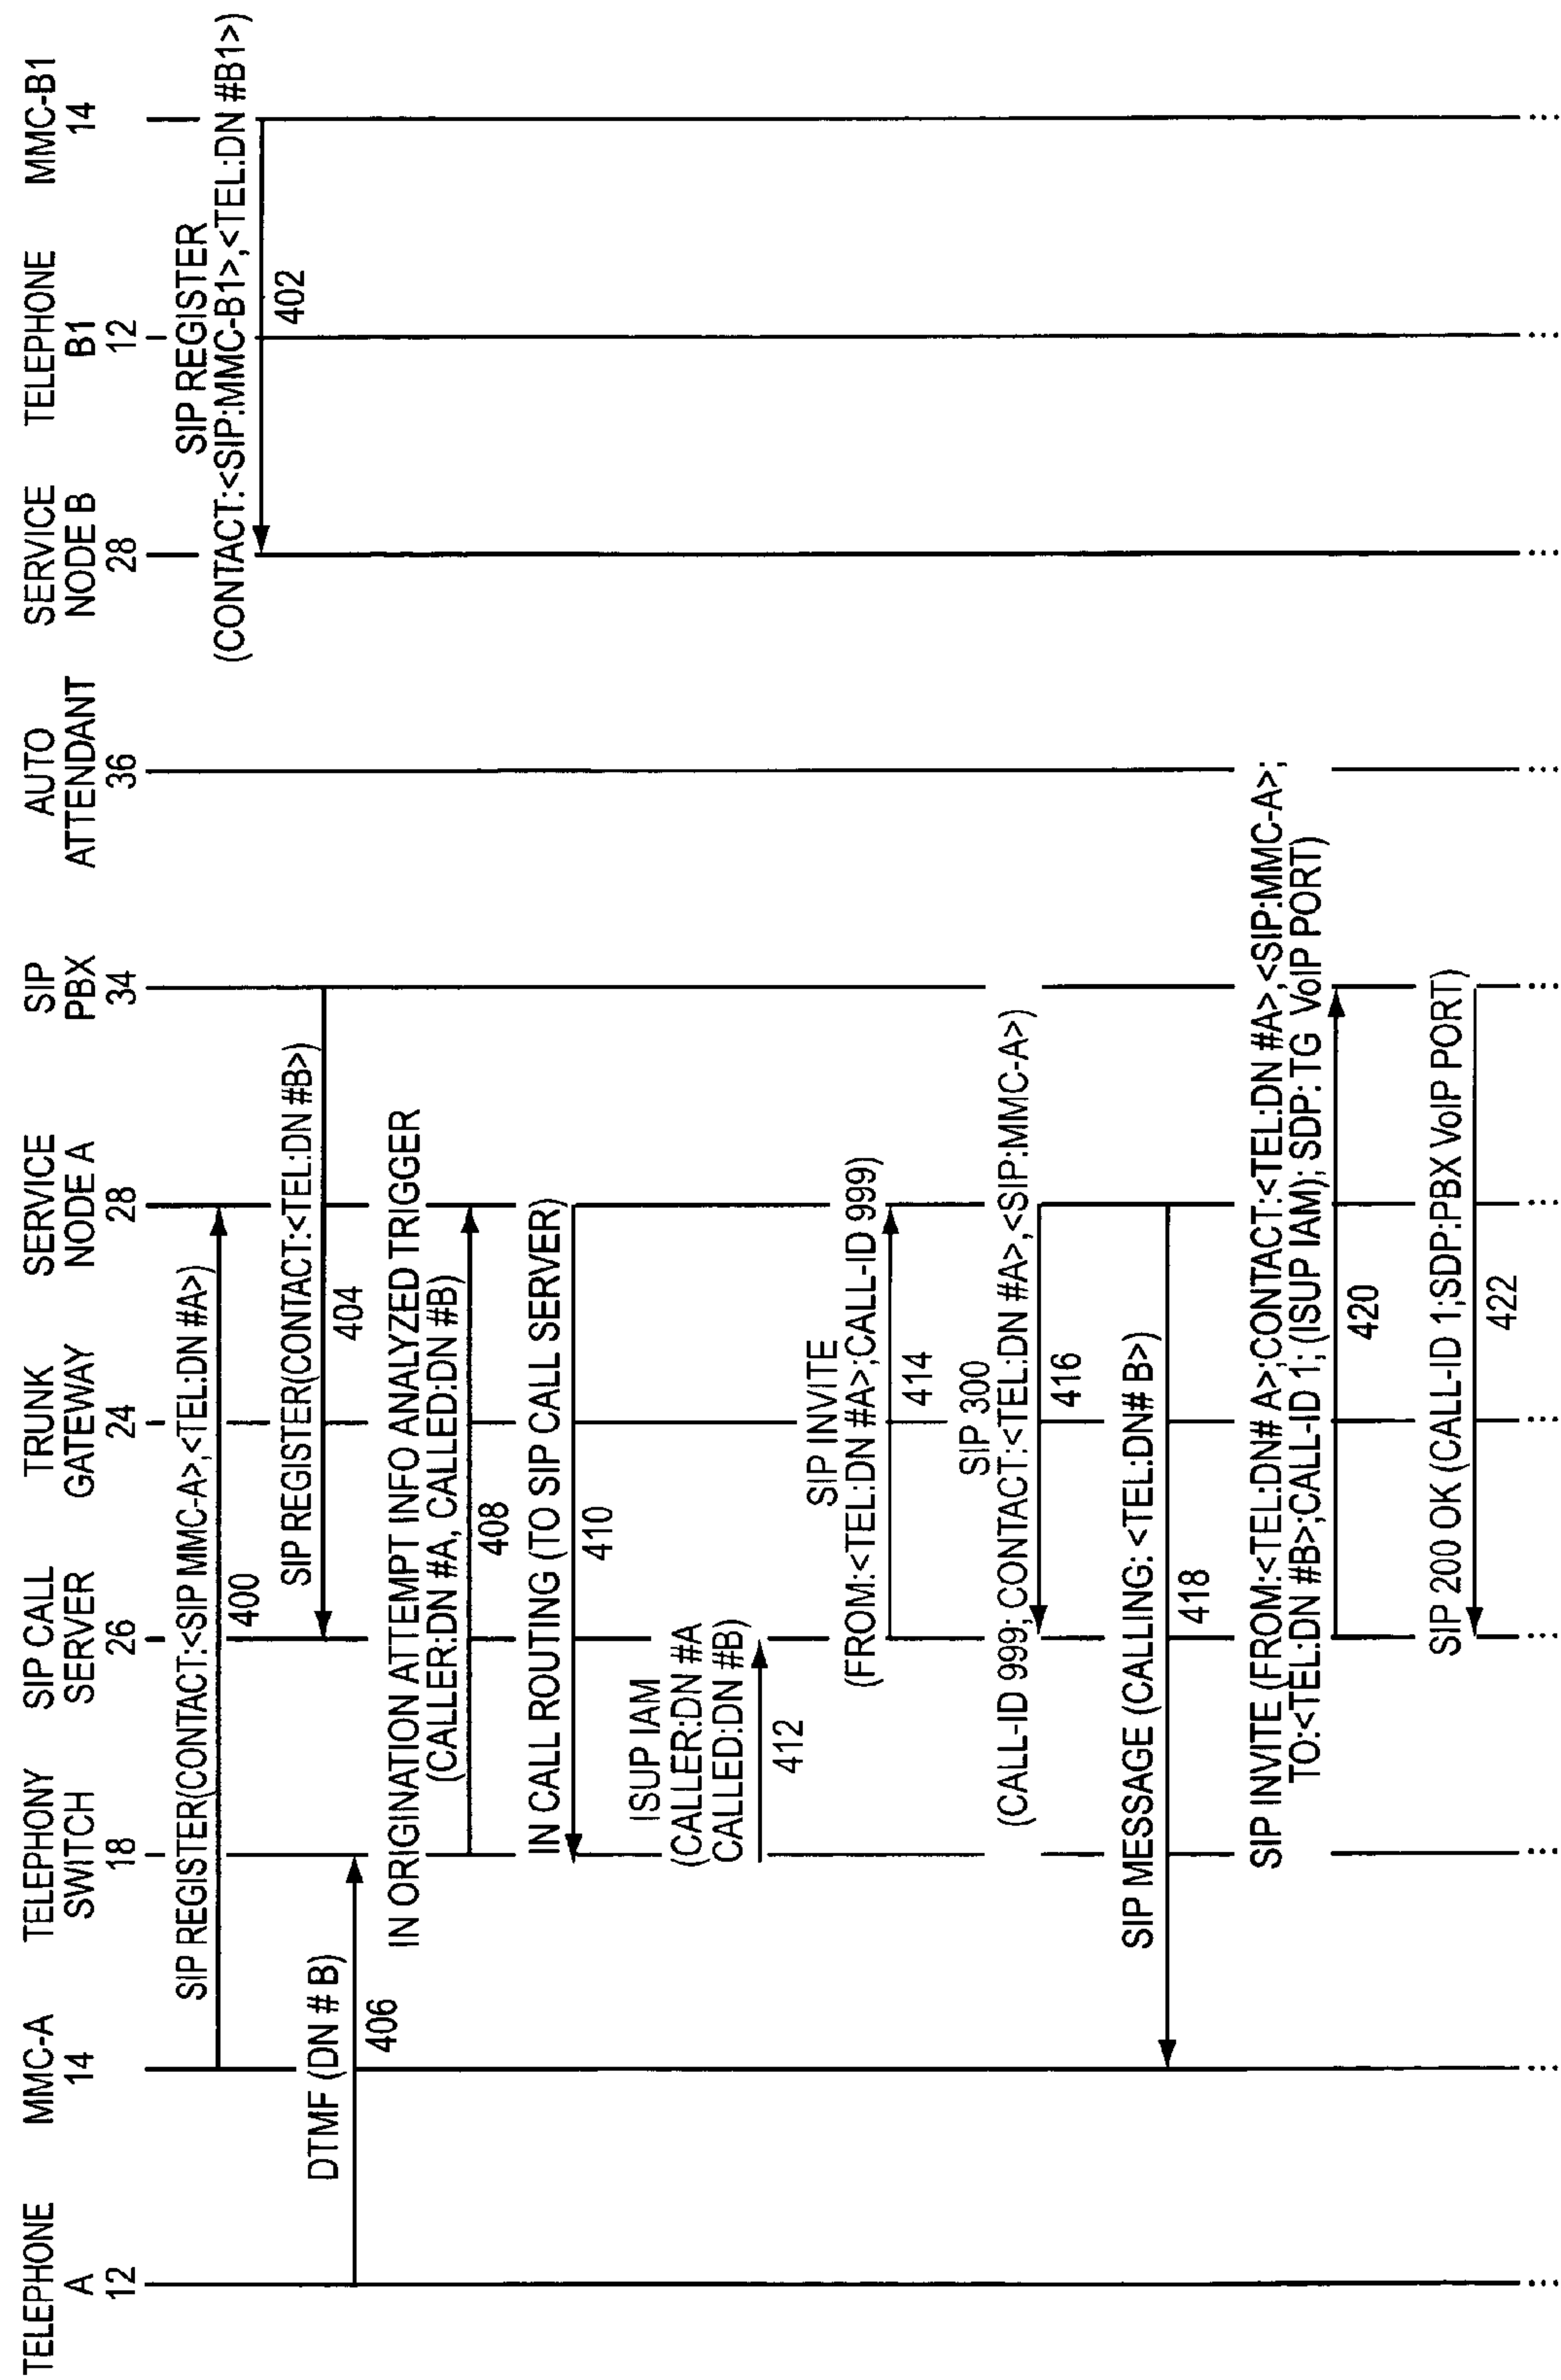 TELEPHONE
A
12
MMC-A
14
TELEPHONY
SWITCH
18
SIP CALL
SERVER
26
TRUNK
GATEWAY
24
SERVICE
NODE A
28
SIP
PBX
34
AUTO
ATTENDANT
36
SERVICE
NODE B
28
TELEPHONE
B1
12
MMC-B1
14
SIP REGISTER(CONTACT:<SIP MMC-A>,<TEL:DN #A>)
400
SIP REGISTER
(CONTACT:<SIP:MMC-B1>,<TEL:DN #B1>)
402
SIP REGISTER(CONTACT:<TEL:DN #B>)
404
DTMF (DN # B)
406
IN ORIGINATION ATTEMPT INFO ANALYZED TRIGGER
(CALLER:DN #A, CALLED:DN #B)
408
IN CALL ROUTING (TO SIP CALL SERVER)
410
ISUP IAM
(CALLER:DN #A
CALLED:DN #B)
412
SIP INVITE
(FROM:<TEL:DN #A>;CALL-ID 999)
414
SIP 300
(CALL-ID 999; CONTACT:<TEL:DN #A>,<SIP:MMC-A>)
416
SIP MESSAGE (CALLING: <TEL:DN# B>)
418
SIP INVITE (FROM:<TEL:DN# A>;CONTACT:<TEL:DN #A>,<SIP:MMC-A>;
TO:<TEL:DN #B>;CALL-ID 1; (ISUP IAM); SDP: TG VoIP PORT)
420
SIP 200 OK (CALL-ID 1;SDP:PBX VoIP PORT)
422